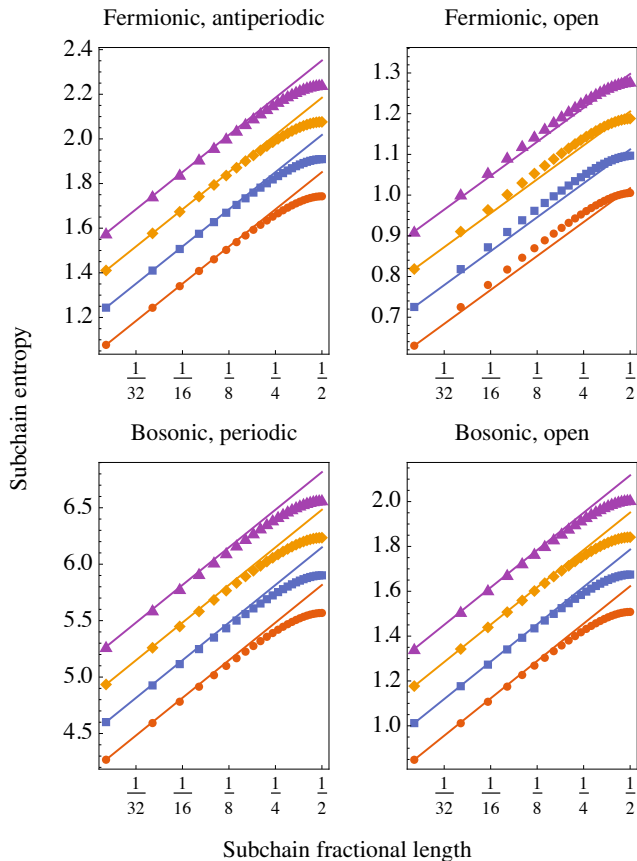 Fermionic, antiperiodic
Fermionic, open
2.4
2.2
2.0
1.8
1.6
1.4
1.2
1.3
1.2
1.1
1.0
0.9
0.8
0.7
1/32 1/16 1/8 1/4 1/2
1/32 1/16 1/8 1/4 1/2
Subchain entropy
Bosonic, periodic
Bosonic, open
6.5
6.0
5.5
5.0
4.5
2.0
1.8
1.6
1.4
1.2
1.0
1/32 1/16 1/8 1/4 1/2
1/32 1/16 1/8 1/4 1/2
Subchain fractional length